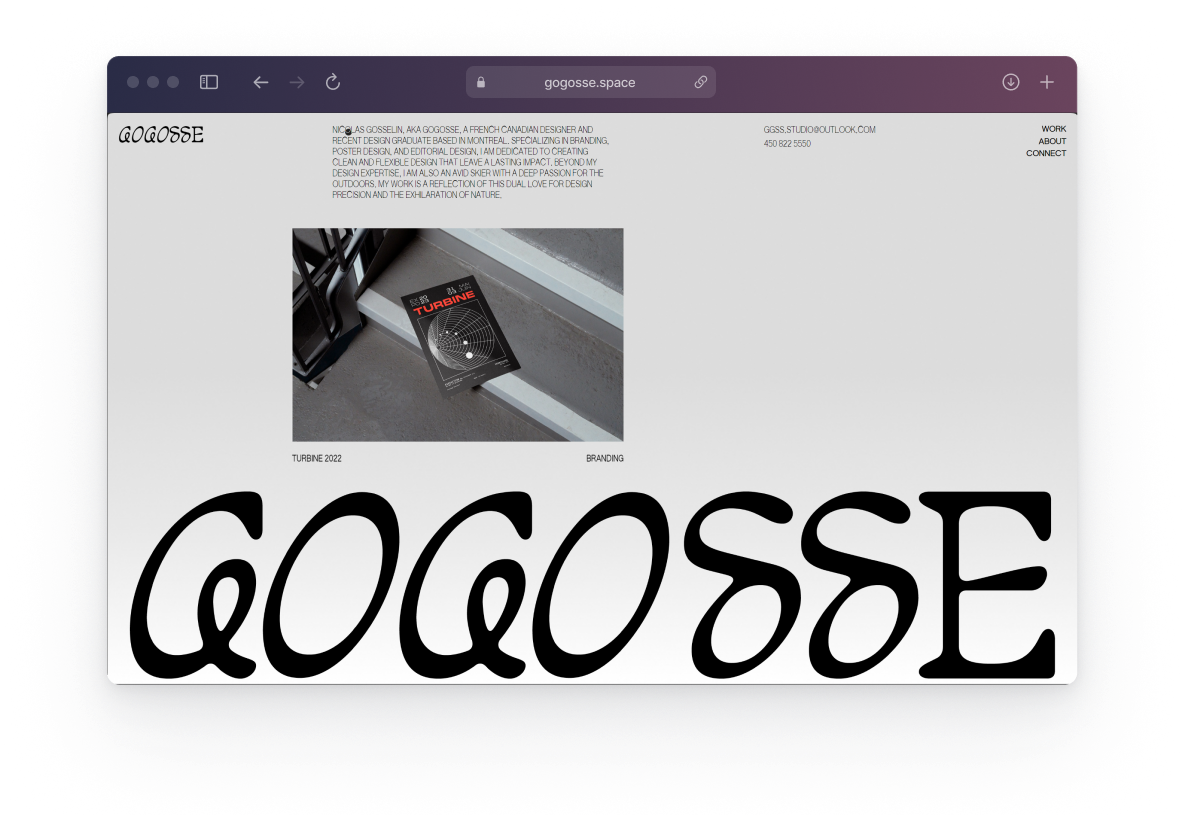 gogosse.space
GOGOSSE
NICOLAS GOSSELIN, AKA GOGOSSE, A FRENCH CANADIAN DESIGNER AND
RECENT DESIGN GRADUATE BASED IN MONTREAL. SPECIALIZING IN BRANDING,
POSTER DESIGN, AND EDITORIAL DESIGN, I AM DEDICATED TO CREATING
CLEAN AND FLEXIBLE DESIGN THAT LEAVE A LASTING IMPACT. BEYOND MY
DESIGN EXPERTISE, I AM ALSO AN AVID SKIER WITH A DEEP PASSION FOR THE
OUTDOORS. MY WORK IS A REFLECTION OF THIS DUAL LOVE FOR DESIGN
PRECISION AND THE EXHILARATION OF NATURE.
GGSS.STUDIO@OUTLOOK.COM
450 822 5550
WORK
ABOUT
CONNECT
TURBINE
TURBINE 2022
BRANDING
GOGOSSE